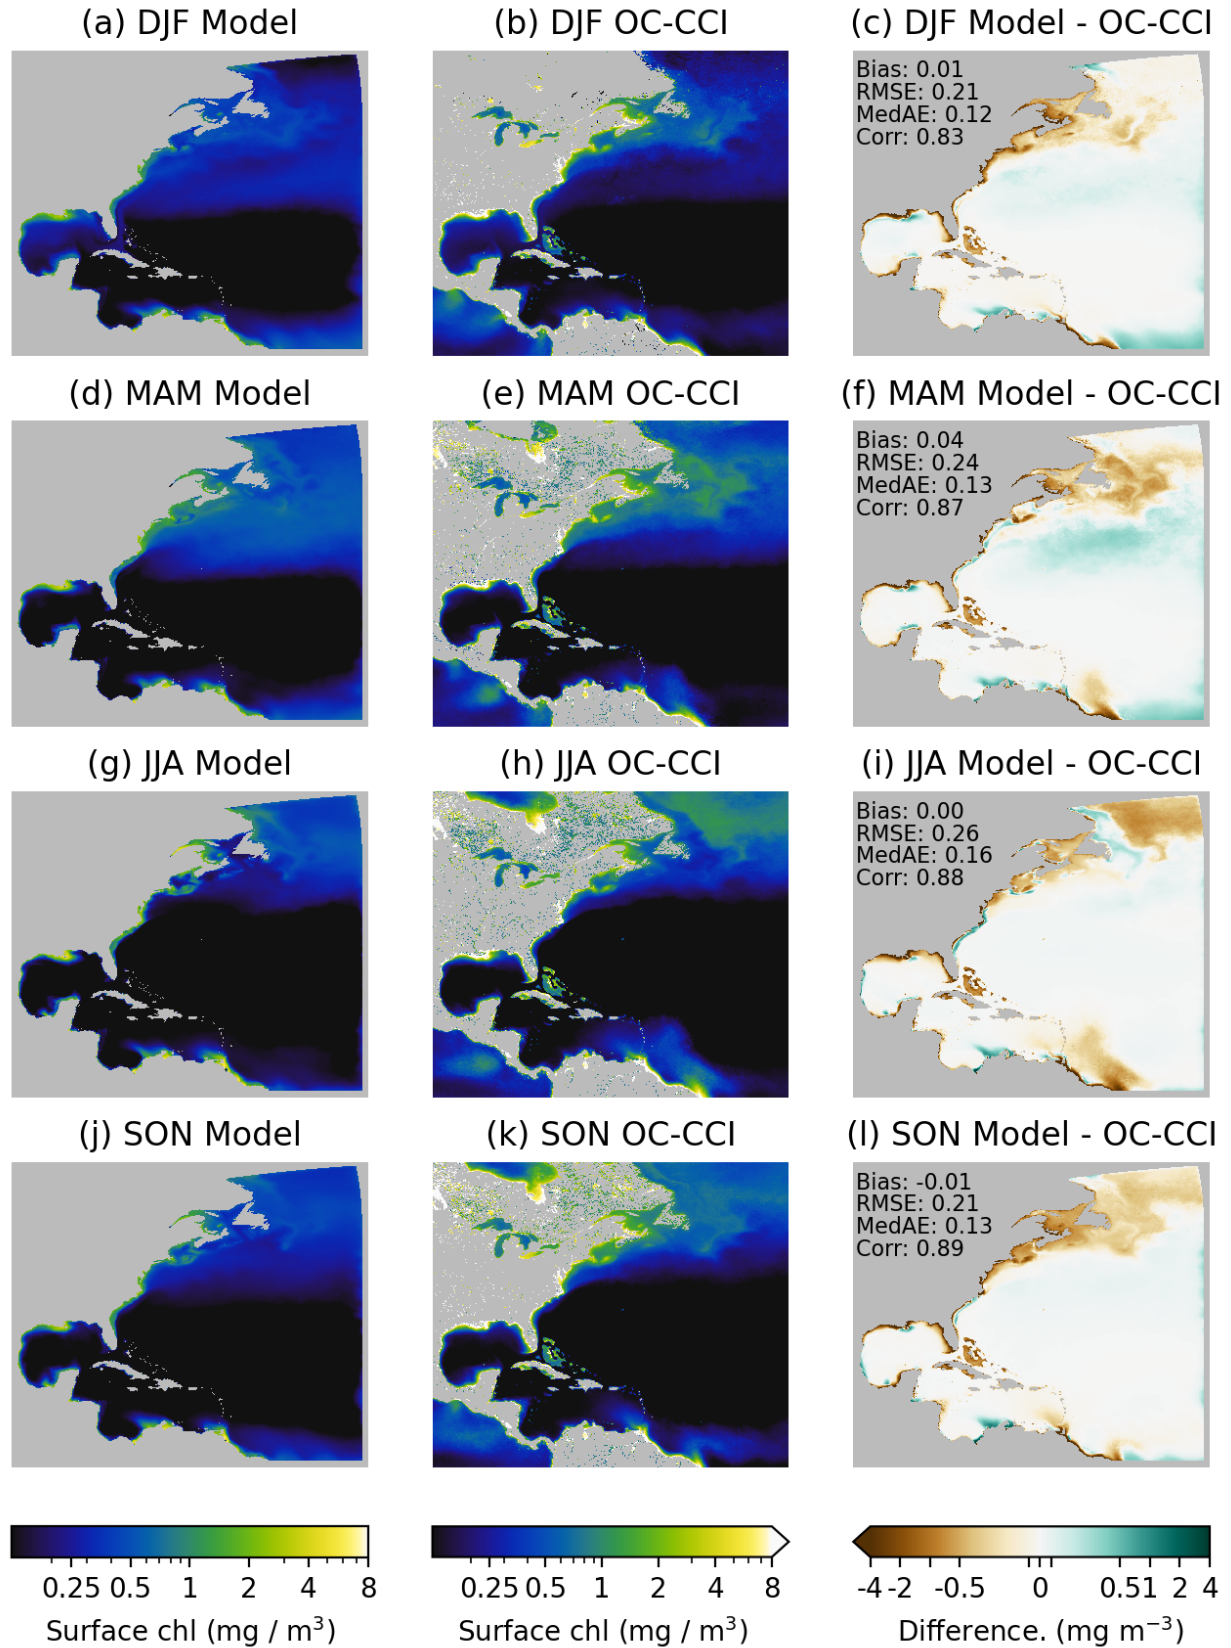 (a) DJF Model
(b) DJF OC-CCI
(c) DJF Model - OC-CCI
Bias: 0.01
RMSE: 0.21
MedAE: 0.12
Corr: 0.83
(d) MAM Model
(e) MAM OC-CCI
(f) MAM Model - OC-CCI
Bias: 0.04
RMSE: 0.24
MedAE: 0.13
Corr: 0.87
(g) JJA Model
(h) JJA OC-CCI
(i) JJA Model - OC-CCI
Bias: 0.00
RMSE: 0.26
MedAE: 0.16
Corr: 0.88
(j) SON Model
(k) SON OC-CCI
(l) SON Model - OC-CCI
Bias: -0.01
RMSE: 0.21
MedAE: 0.13
Corr: 0.89
0.25 0.5 1 2 4 8
Surface chl (mg / m³)
0.25 0.5 1 2 4 8
Surface chl (mg / m³)
-4 -2 -0.5 0 0.5 1 2 4
Difference. (mg m⁻³)